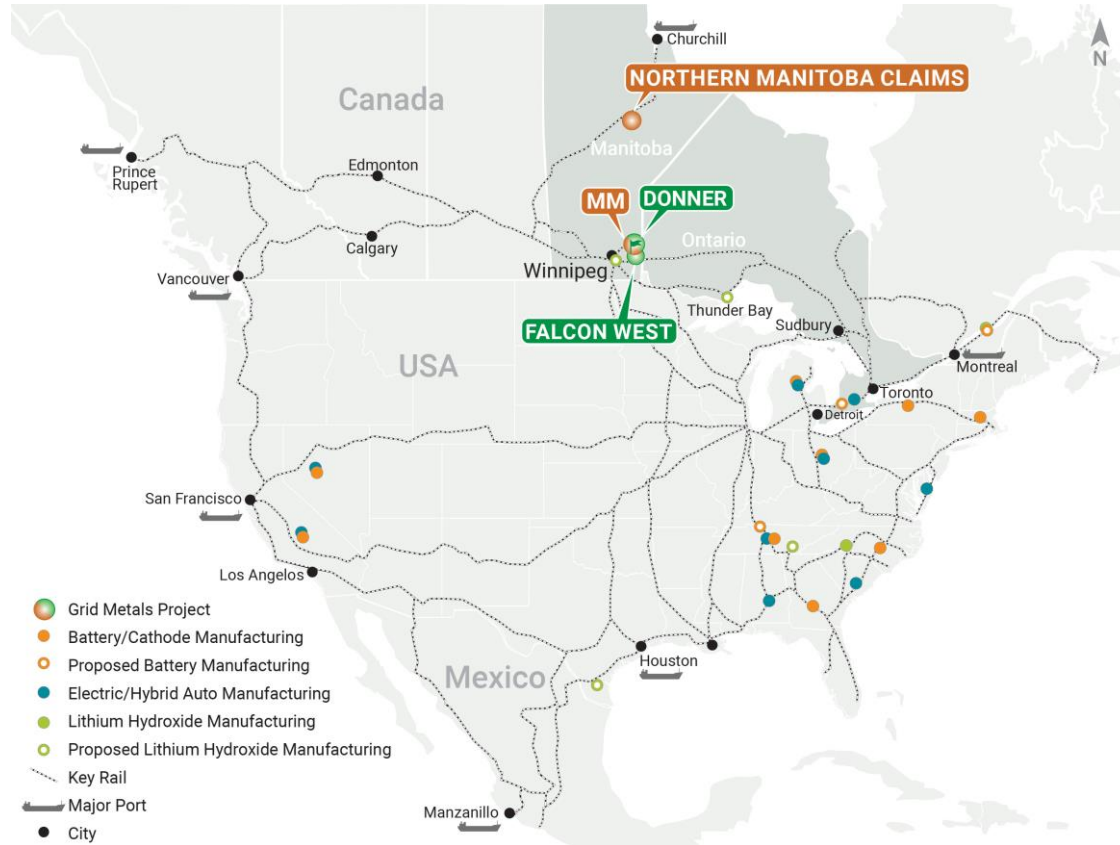 Churchill
N
NORTHERN MANITOBA CLAIMS
Canada
Manitoba
Prince
Rupert
Edmonton
MM
DONNER
Ontario
Calgary
Winnipeg
Vancouver
Thunder Bay
FALCON WEST
Sudbury
USA
Montreal
Toronto
Detroit
San Francisco
Los Angelos
Houston
Mexico
Manzanillo
Grid Metals Project
Battery/Cathode Manufacturing
Proposed Battery Manufacturing
Electric/Hybrid Auto Manufacturing
Lithium Hydroxide Manufacturing
Proposed Lithium Hydroxide Manufacturing
Key Rail
Major Port
City